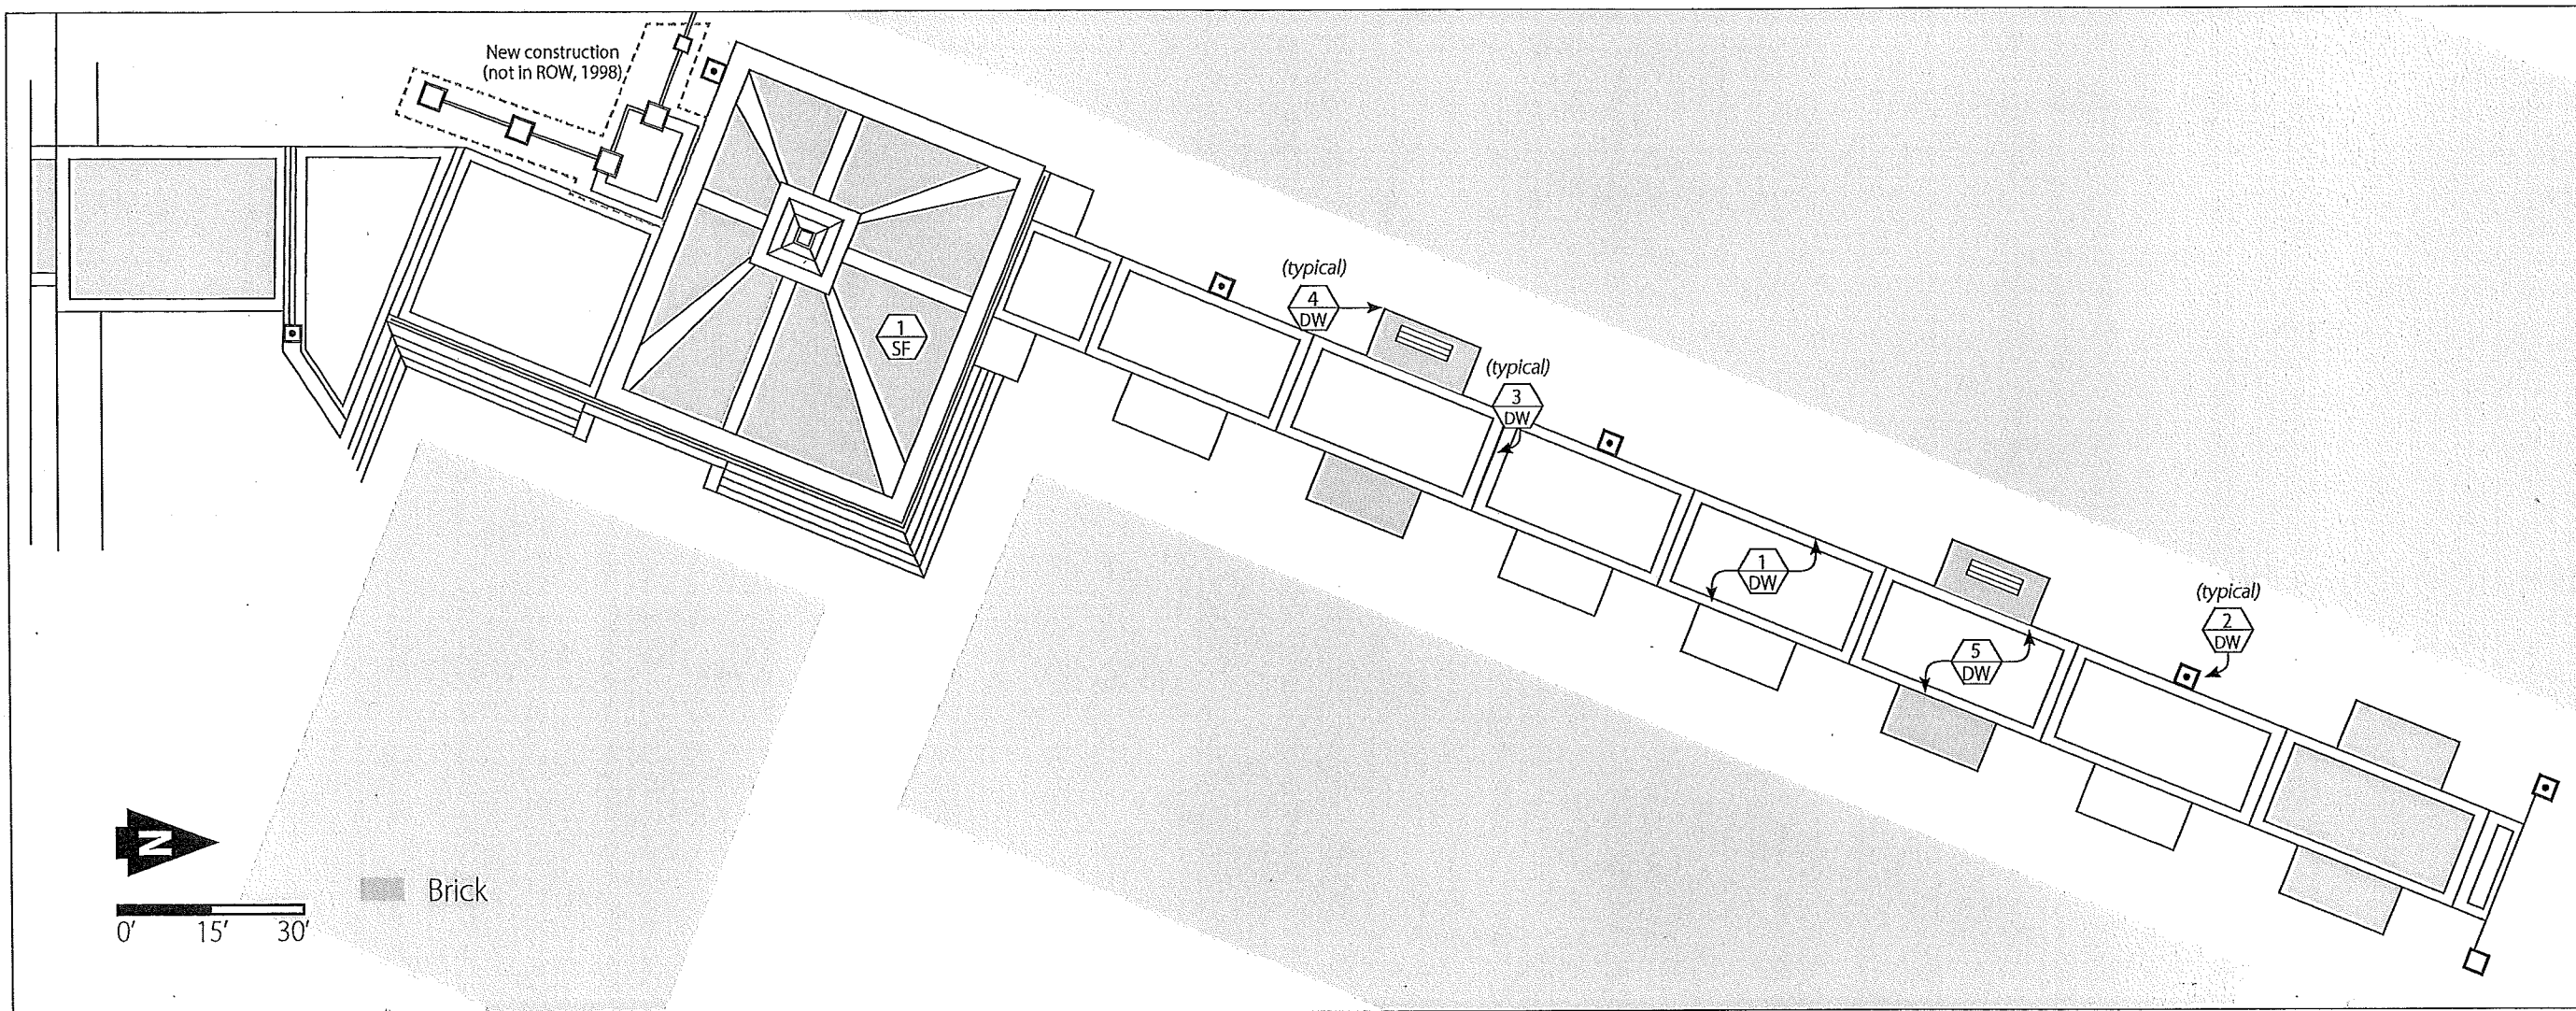 New construction
(not in ROW, 1998)
(typical)
4
DW
(typical)
3
DW
1
SF
1
DW
(typical)
2
DW
5
DW
N
Brick
0' 15' 30'